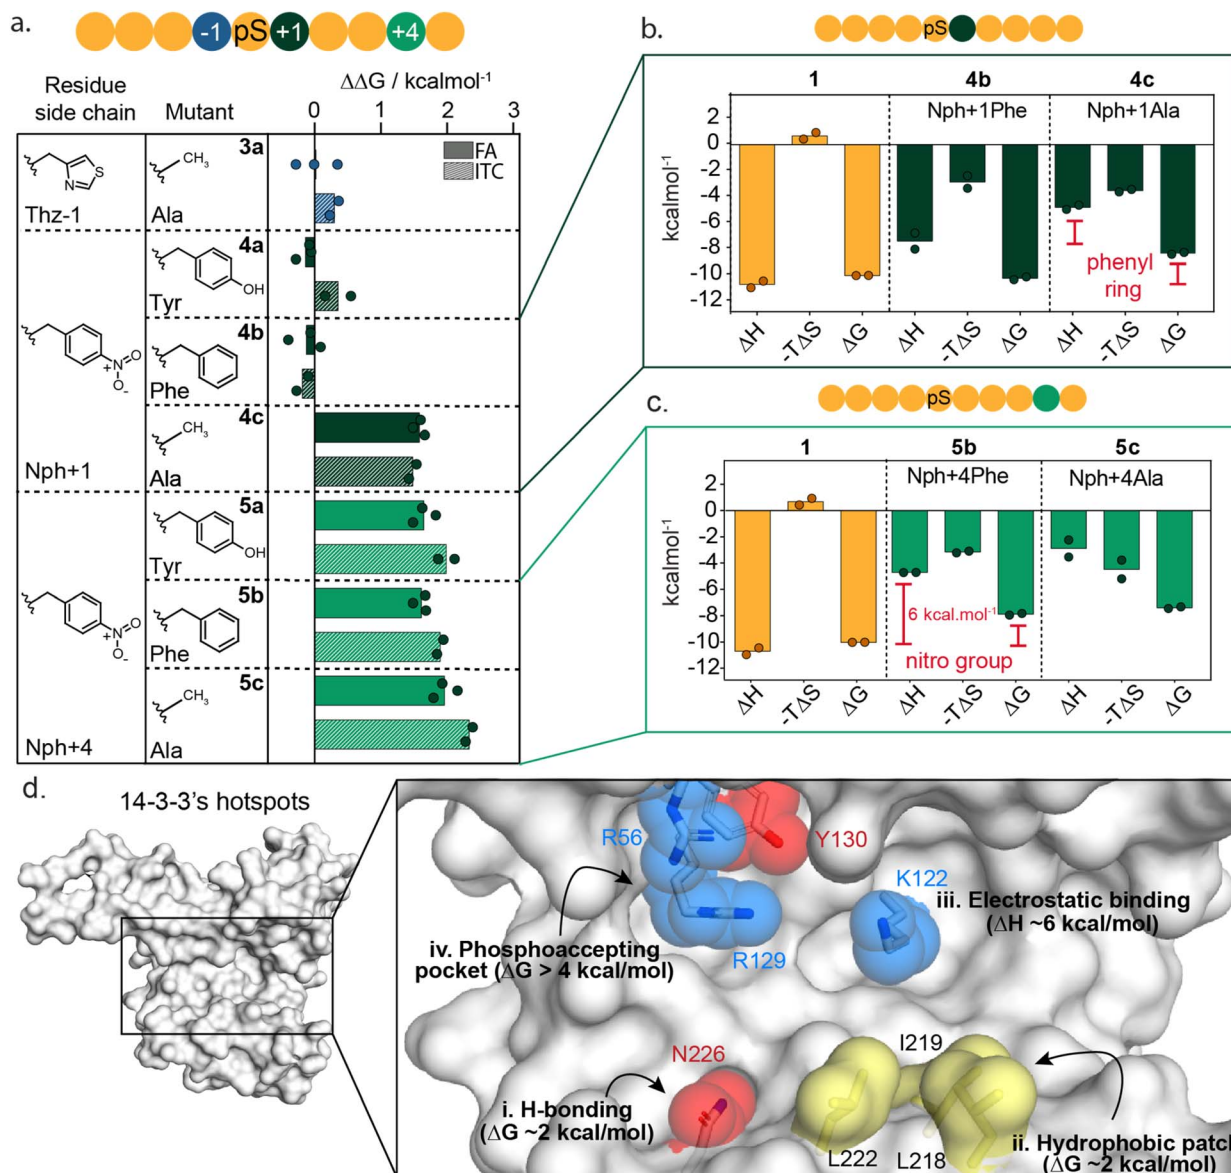 a.
-1 pS +1 +4
Residue
side chain
Mutant
ΔΔG / kcalmol⁻¹
0 1 2 3
FA
ITC
S
N
Thz-1
3a
CH₃
Ala
4a
OH
Tyr
4b
Phe
4c
CH₃
Ala
N⁺ O
O⁻
Nph+1
5a
OH
Tyr
5b
Phe
5c
CH₃
Ala
N⁺ O
O⁻
Nph+4
b.
pS
1 4b 4c
Nph+1Phe Nph+1Ala
kcalmol⁻¹
2
0
-2
-4
-6
-8
-10
-12
phenyl
ring
ΔH -TΔS ΔG ΔH -TΔS ΔG ΔH -TΔS ΔG
c.
pS
1 5b 5c
Nph+4Phe Nph+4Ala
kcalmol⁻¹
2
0
-2
-4
-6
-8
-10
-12
6 kcal.mol⁻¹
nitro group
ΔH -TΔS ΔG ΔH -TΔS ΔG ΔH -TΔS ΔG
d.
14-3-3's hotspots
R56
Y130
K122
iii. Electrostatic binding
(ΔH ~6 kcal/mol)
iv. Phosphoaccepting
pocket (ΔG > 4 kcal/mol)
R129
N226
I219
i. H-bonding
(ΔG ~2 kcal/mol)
L222
L218
ii. Hydrophobic patch
(ΔG ~2 kcal/mol)